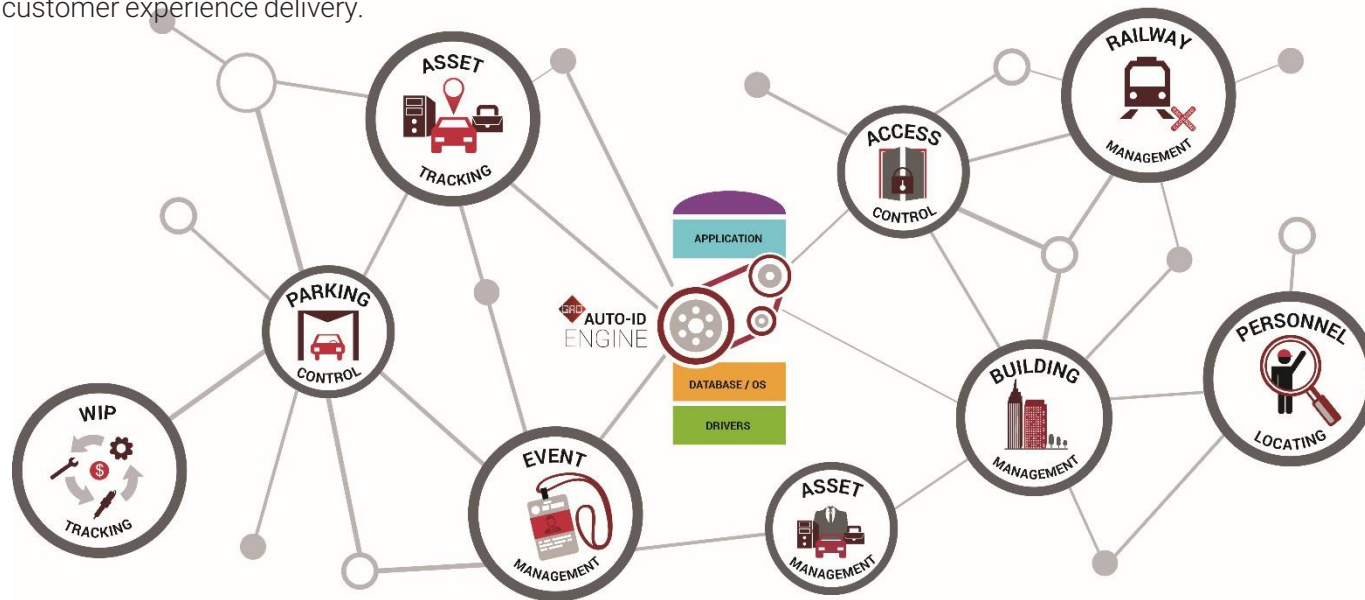 customer experience delivery.
ASSET
TRACKING
RAILWAY
MANAGEMENT
ACCESS
CONTROL
APPLICATION
PARKING
CONTROL
GAO
AUTO-ID
ENGINE
DATABASE / OS
DRIVERS
BUILDING
MANAGEMENT
PERSONNEL
LOCATING
WIP
$
TRACKING
EVENT
MANAGEMENT
ASSET
MANAGEMENT